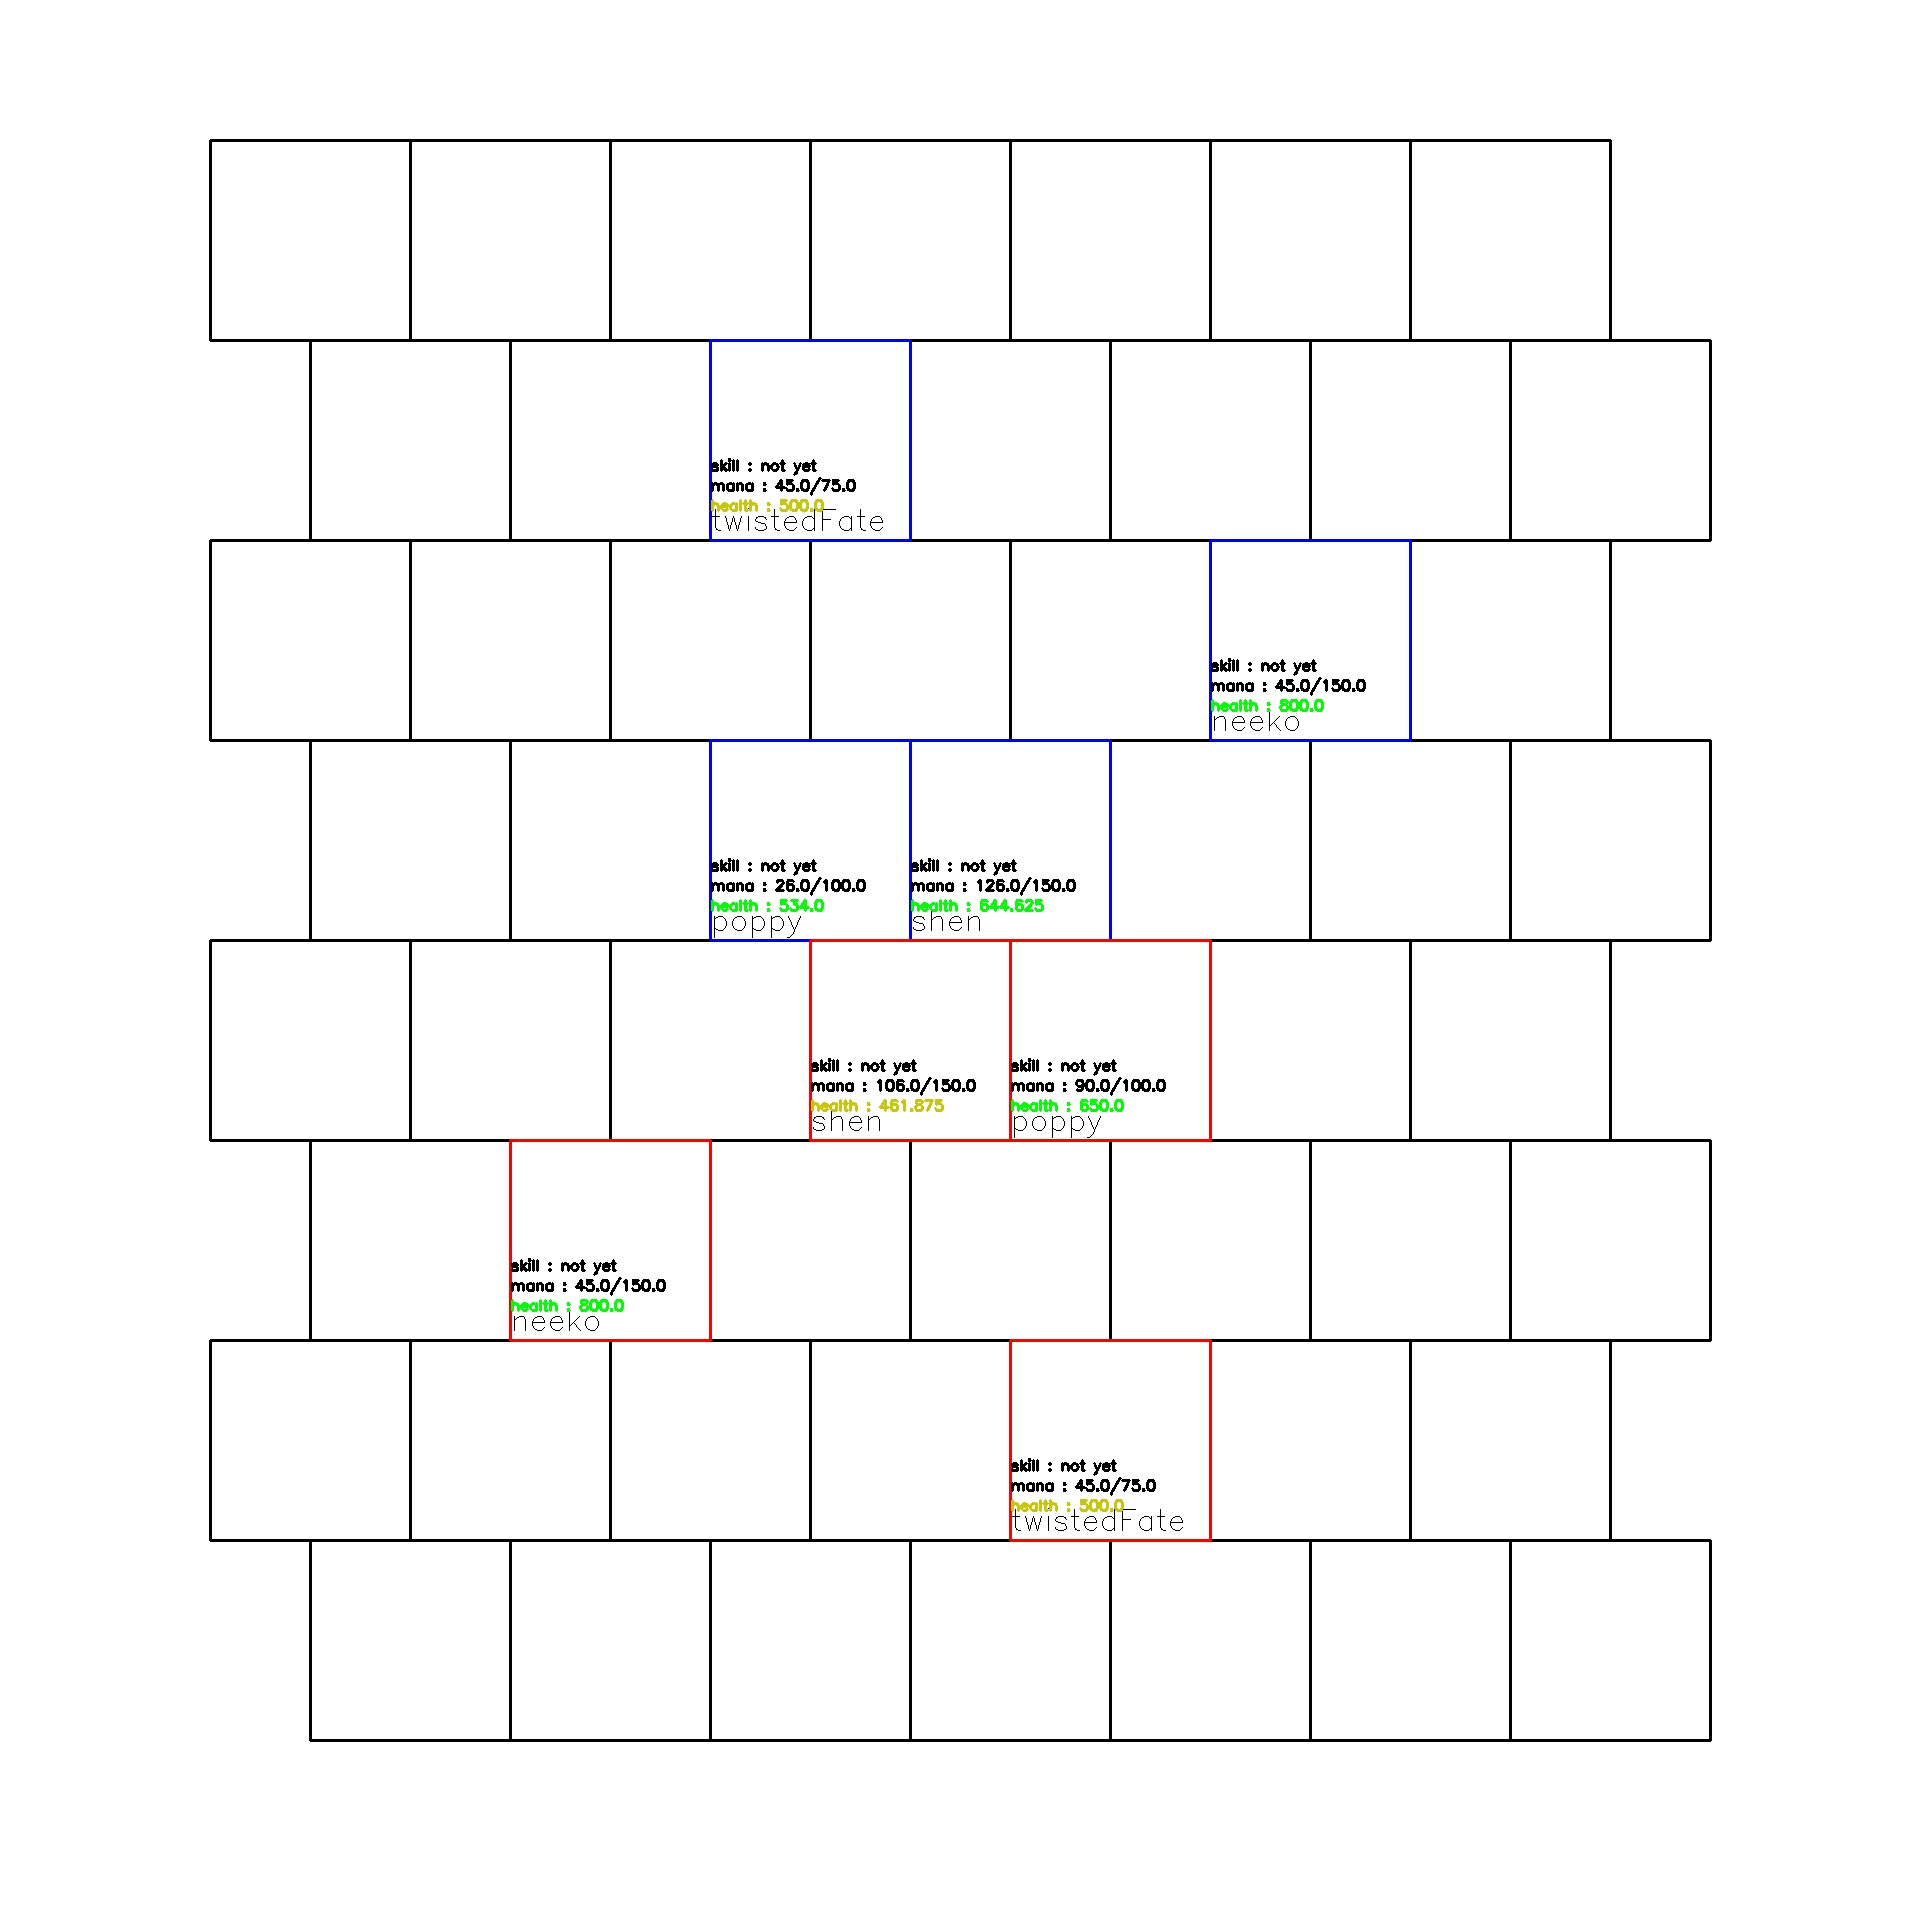 skill : not yet
mana : 45.0/75.0
health : 500.0
twistedFate
skill : not yet
mana : 45.0/150.0
health : 800.0
neeko
skill : not yet
mana : 26.0/100.0
health : 534.0
poppy
skill : not yet
mana : 126.0/150.0
health : 644.625
shen
skill : not yet
mana : 106.0/150.0
health : 461.875
shen
skill : not yet
mana : 90.0/100.0
health : 650.0
poppy
skill : not yet
mana : 45.0/150.0
health : 800.0
neeko
skill : not yet
mana : 45.0/75.0
health : 500.0
twistedFate